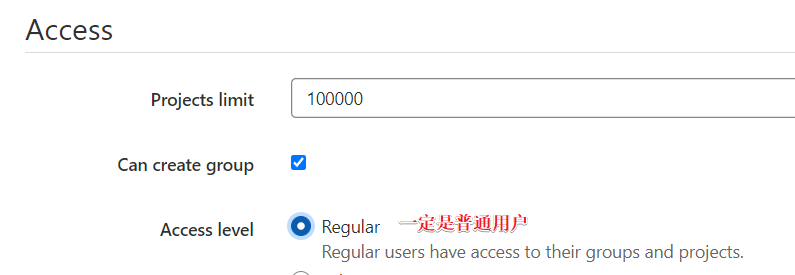 Access
Projects limit 100000
Can create group
Access level Regular 一定是普通用户
Regular users have access to their groups and projects.